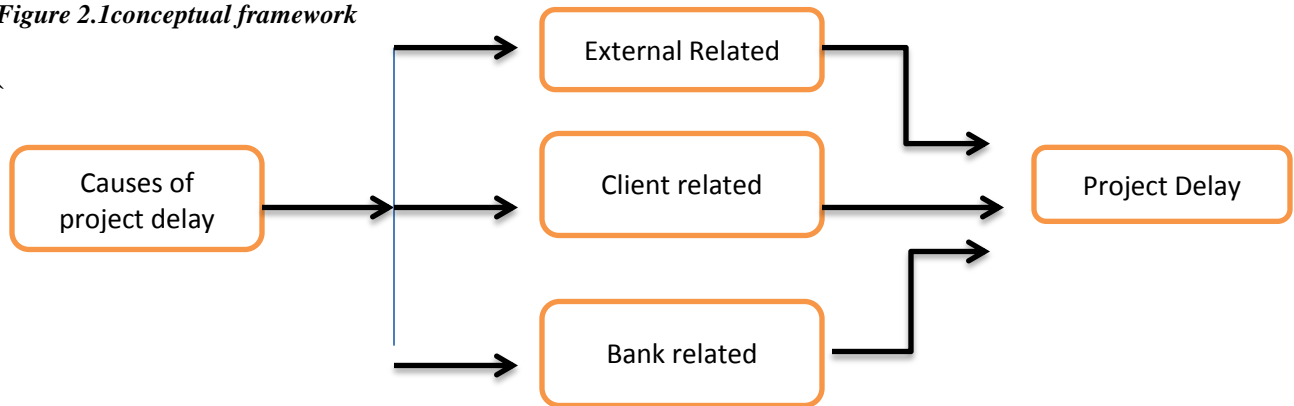 Figure 2.1conceptual framework
External Related
Causes of
project delay
Client related
Project Delay
Bank related